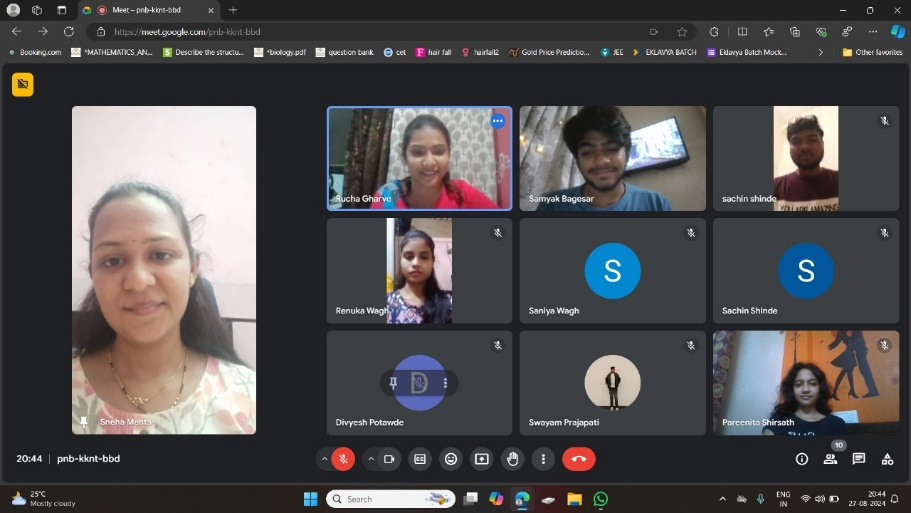 Meet – pnb-kknt-bbd
https://meet.google.com/pnb-kknt-bbd
Booking.com
*MATHEMATIC_AN...
Describe the structu...
*biology.pdf
question bank
cet
hair fall
hairfall2
Gold Price Predictio...
JEE
EKLAVYA BATCH
Eklavya Batch Mock...
Other favorites
Rucha Gharve
Samyak Bagesar
sachin shinde
Renuka Wagh
S
Saniya Wagh
S
Sachin Shinde
Sneha Mehta
D
Divyesh Potawde
Swayam Prajapati
Pareenita Shirsath
20:44 | pnb-kknt-bbd
10
25°C
Mostly cloudy
Search
ENG
IN
20:44
27-08-2024